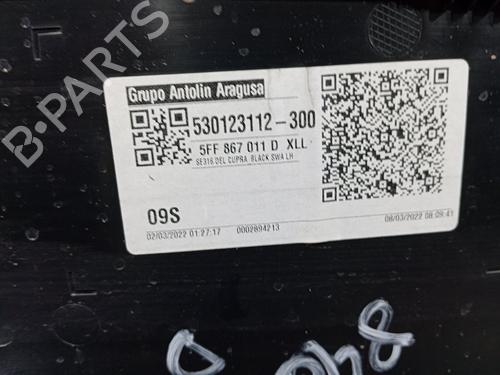 B-PARTS
Grupo Antolin Aragusa
530123112-300
5FF 867 011 D XLL
SE316 DEL CUPRA BLACK SWA LH
09S
02/03/2022 01:27:17 0002894213
08/03/2022 08:09:41